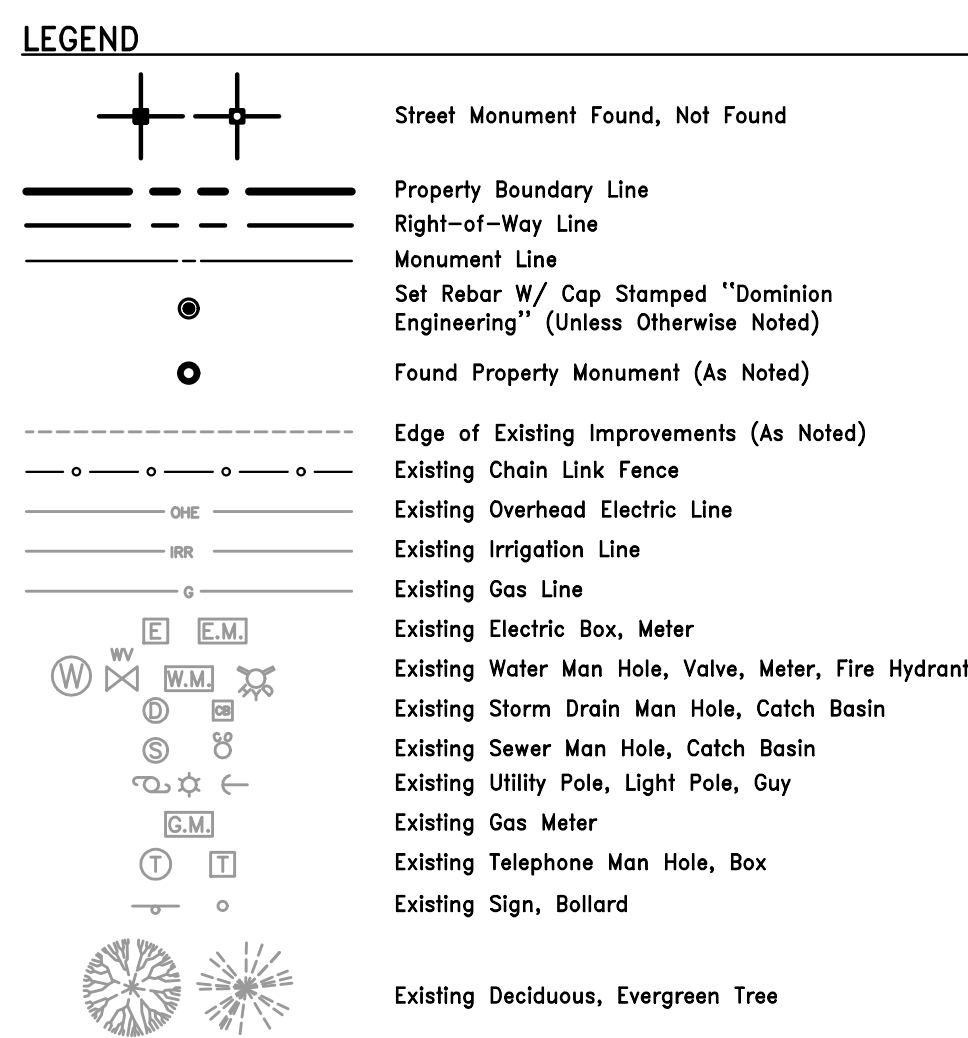 LEGEND
Street Monument Found, Not Found
Property Boundary Line
Right-of-Way Line
Monument Line
Set Rebar W/ Cap Stamped "Dominion
Engineering" (Unless Otherwise Noted)
Found Property Monument (As Noted)
Edge of Existing Improvements (As Noted)
Existing Chain Link Fence
OHE Existing Overhead Electric Line
IRR Existing Irrigation Line
G Existing Gas Line
E E.M. Existing Electric Box, Meter
WV
W W.M. Existing Water Man Hole, Valve, Meter, Fire Hydrant
D CB Existing Storm Drain Man Hole, Catch Basin
S CO Existing Sewer Man Hole, Catch Basin
Existing Utility Pole, Light Pole, Guy
G.M. Existing Gas Meter
T T Existing Telephone Man Hole, Box
Existing Sign, Bollard
Existing Deciduous, Evergreen Tree